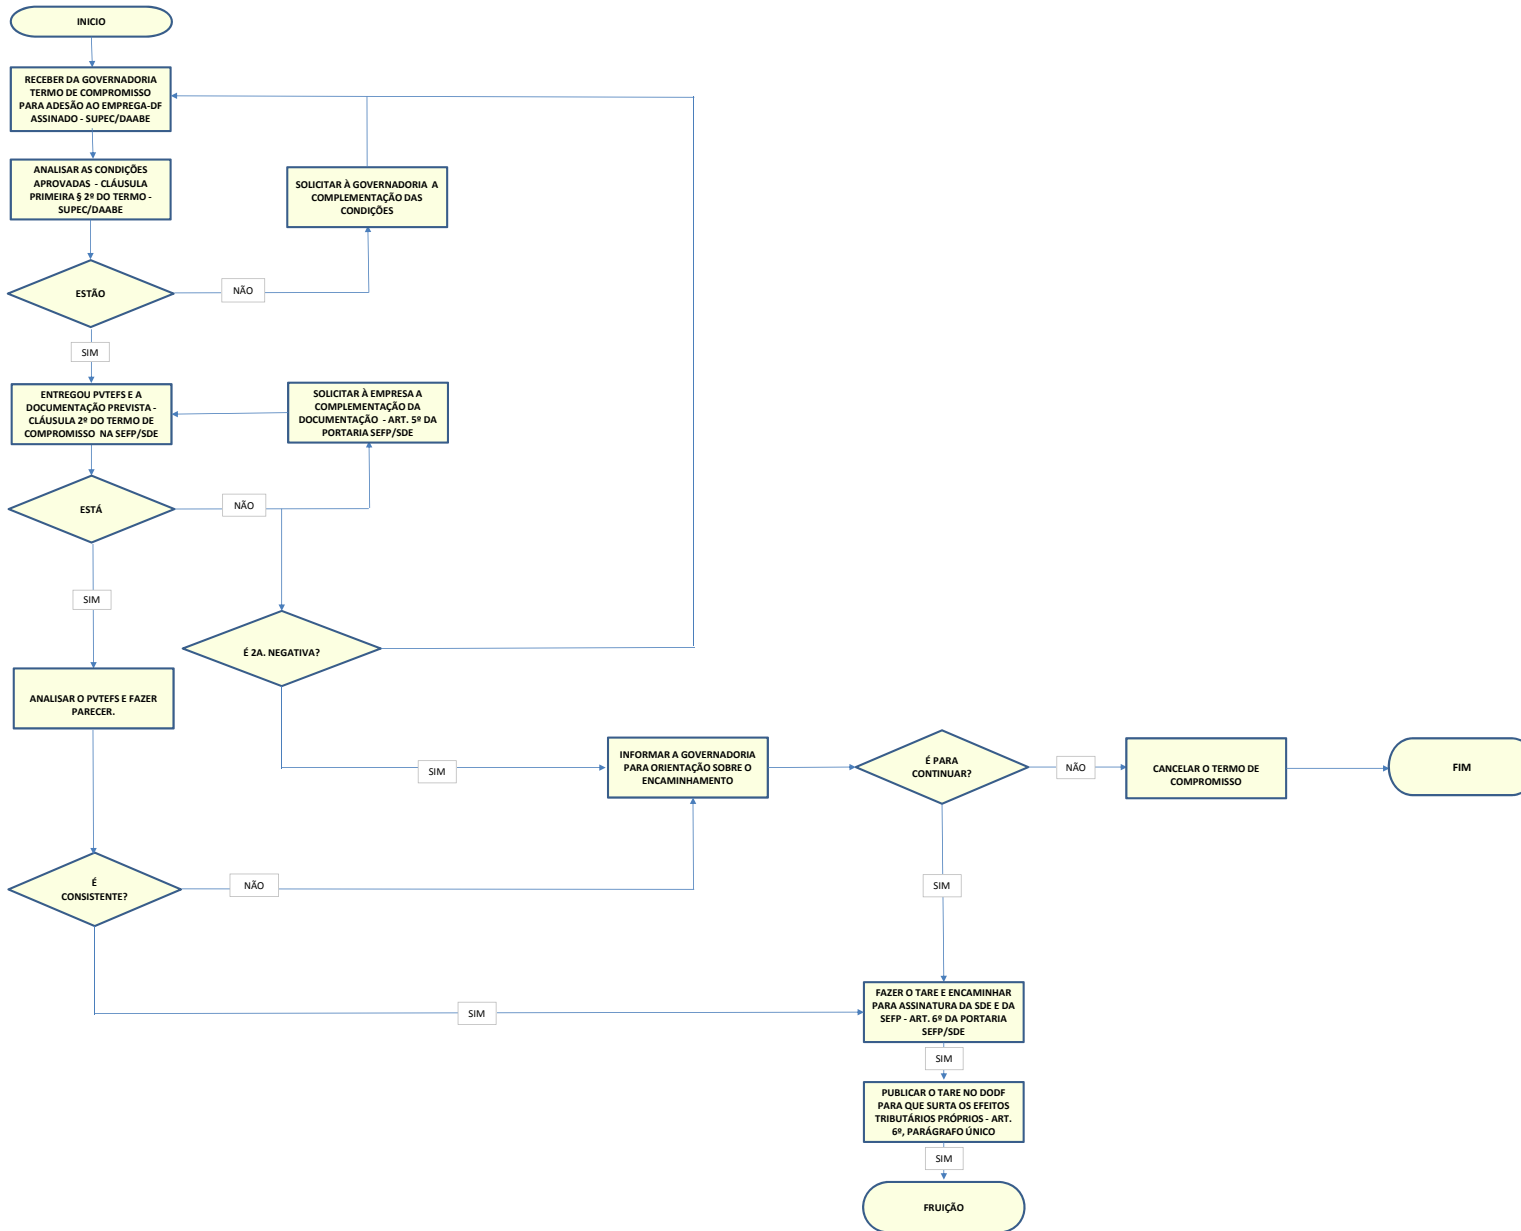 INICIO
RECEBER DA GOVERNADORIA
TERMO DE COMPROMISSO
PARA ADESÃO AO EMPREGA-DF
ASSINADO - SUPEC/DAABE
ANALISAR AS CONDIÇÕES
APROVADAS - CLÁUSULA
PRIMEIRA § 2º DO TERMO -
SUPEC/DAABE
SOLICITAR À GOVERNADORIA A
COMPLEMENTAÇÃO DAS
CONDIÇÕES
ESTÃO
NÃO
SIM
ENTREGOU PVTEFS E A
DOCUMENTAÇÃO PREVISTA -
CLÁUSULA 2º DO TERMO DE
COMPROMISSO NA SEFP/SDE
SOLICITAR À EMPRESA A
COMPLEMENTAÇÃO DA
DOCUMENTAÇÃO - ART. 5º DA
PORTARIA SEFP/SDE
ESTÁ
NÃO
SIM
É 2A. NEGATIVA?
ANALISAR O PVTEFS E FAZER
PARECER.
SIM
INFORMAR A GOVERNADORIA
PARA ORIENTAÇÃO SOBRE O
ENCAMINHAMENTO
É PARA
CONTINUAR?
NÃO
CANCELAR O TERMO DE
COMPROMISSO
FIM
É
CONSISTENTE?
NÃO
SIM
SIM
FAZER O TARE E ENCAMINHAR
PARA ASSINATURA DA SDE E DA
SEFP - ART. 6º DA PORTARIA
SEFP/SDE
SIM
PUBLICAR O TARE NO DODF
PARA QUE SURTA OS EFEITOS
TRIBUTÁRIOS PRÓPRIOS - ART.
6º, PARÁGRAFO ÚNICO
SIM
FRUIÇÃO